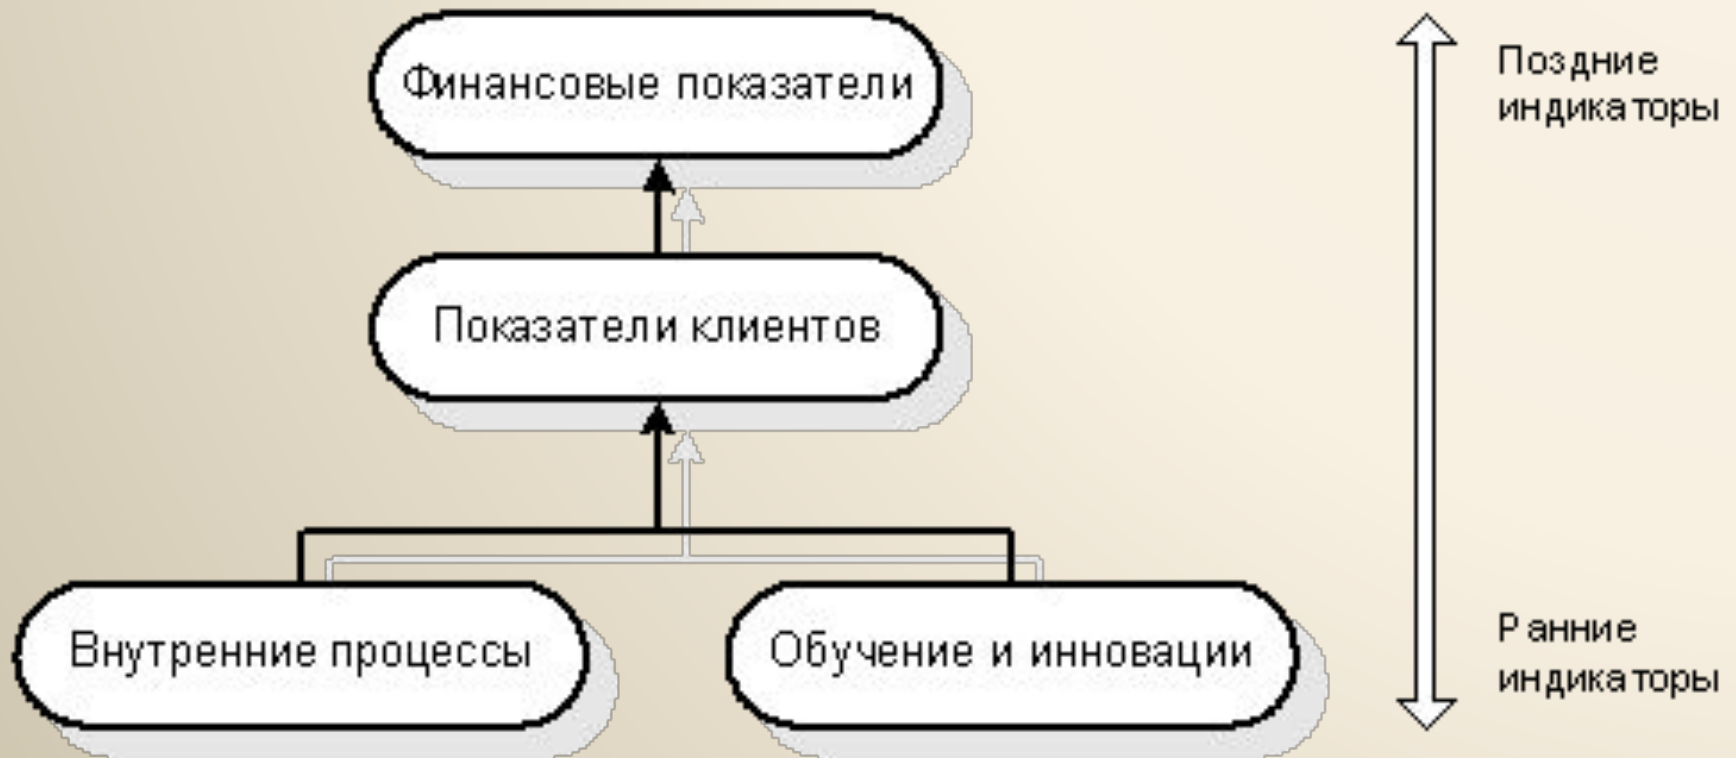 Финансовые показатели
Поздние
индикаторы
Показатели клиентов
Внутренние процессы
Обучение и инновации
Ранние
индикаторы